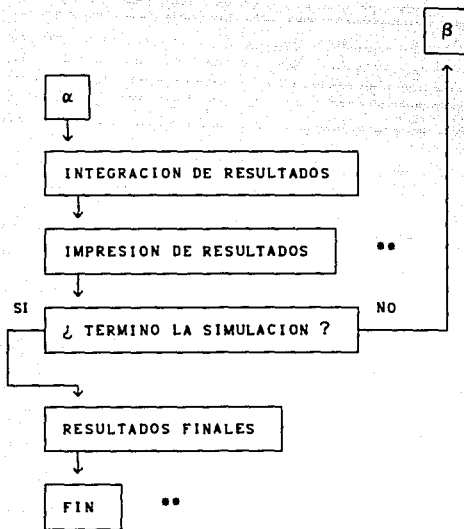 β
α
INTEGRACION DE RESULTADOS
IMPRESION DE RESULTADOS **
SI NO
¿ TERMINO LA SIMULACION ?
RESULTADOS FINALES
FIN **